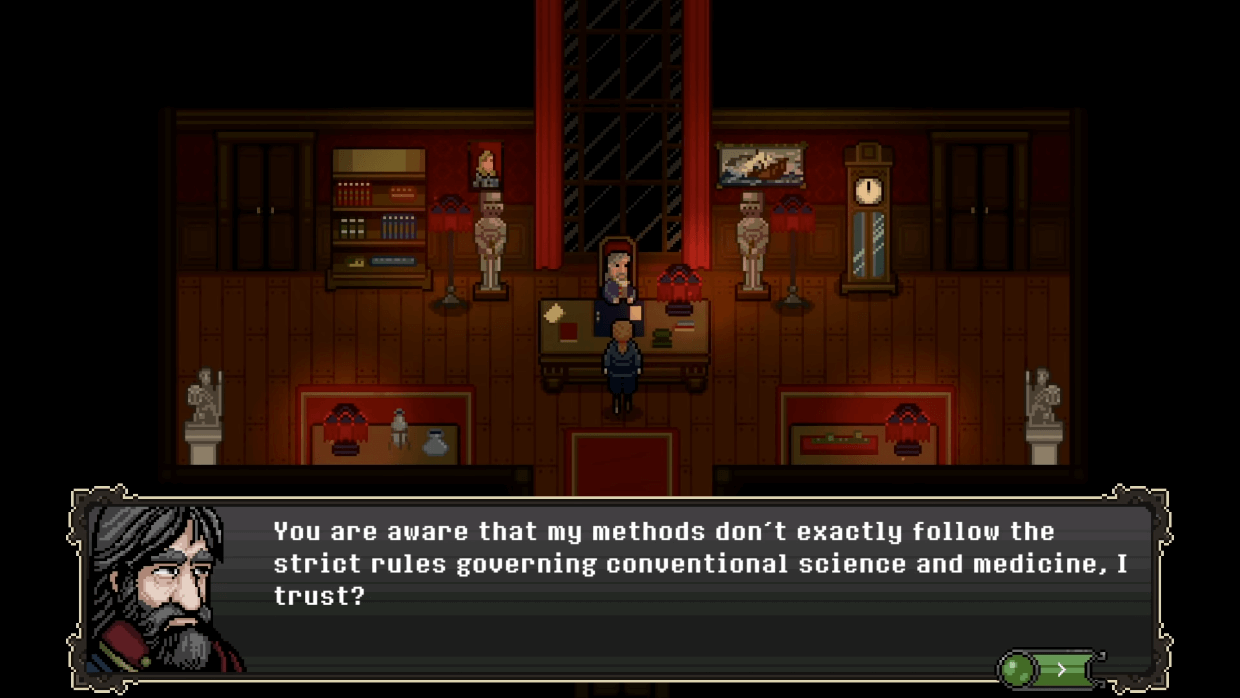 You are aware that my methods don't exactly follow the
strict rules governing conventional science and medicine, I
trust?